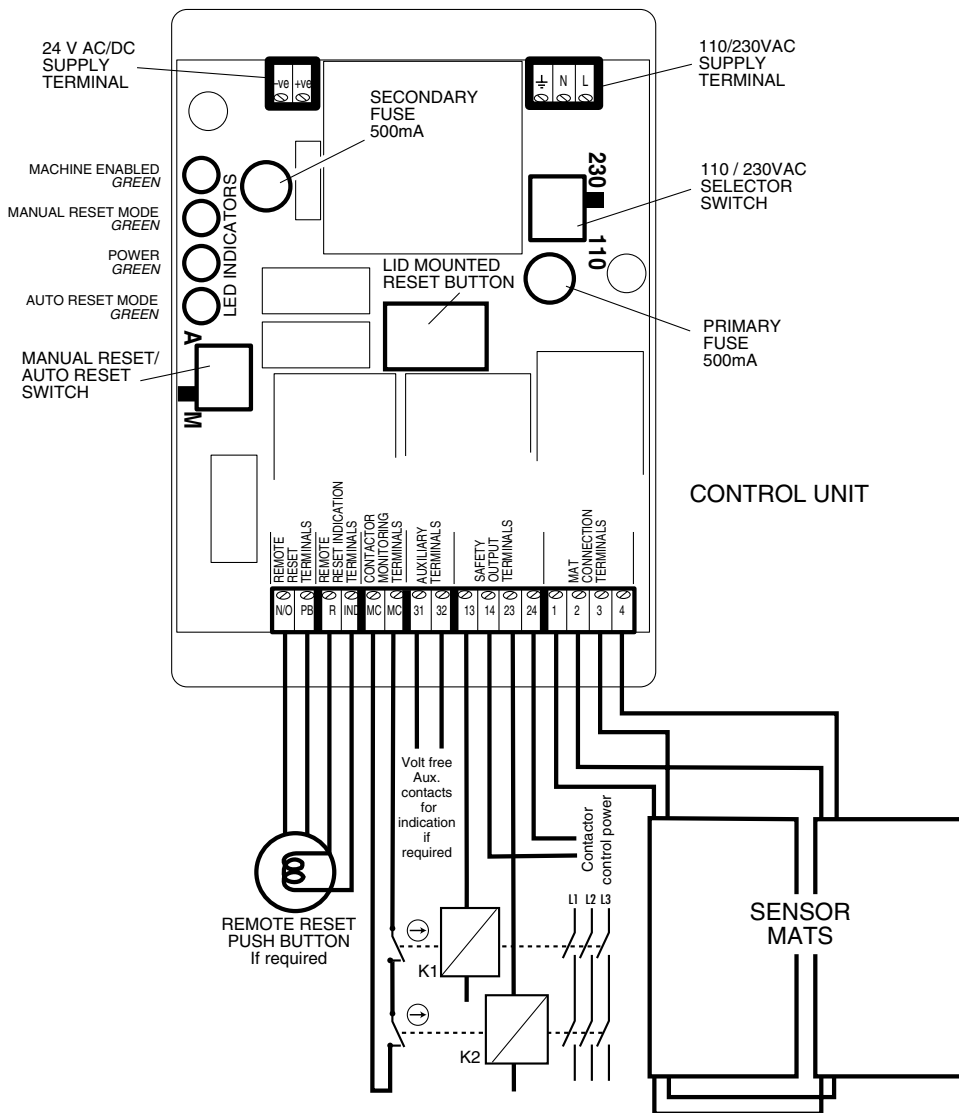 24 V AC/DC
SUPPLY
TERMINAL
-ve +ve
SECONDARY
FUSE
500mA
N L
110/230VAC
SUPPLY
TERMINAL
MACHINE ENABLED
GREEN
MANUAL RESET MODE
GREEN
POWER
GREEN
AUTO RESET MODE
GREEN
LED INDICATORS
230
110
110 / 230VAC
SELECTOR
SWITCH
LID MOUNTED
RESET BUTTON
PRIMARY
FUSE
500mA
A
M
MANUAL RESET/
AUTO RESET
SWITCH
CONTROL UNIT
REMOTE
RESET
TERMINALS
REMOTE
RESET INDICATION
TERMINALS
CONTACTOR
MONITORING
TERMINALS
AUXILIARY
TERMINALS
SAFETY
OUTPUT
TERMINALS
MAT
CONNECTION
TERMINALS
N/O PB R IND MC MC 31 32 13 14 23 24 1 2 3 4
Volt free
Aux.
contacts
for
indication
if
required
Contactor
control power
L1 L2 L3
REMOTE RESET
PUSH BUTTON
If required
K1
K2
SENSOR
MATS